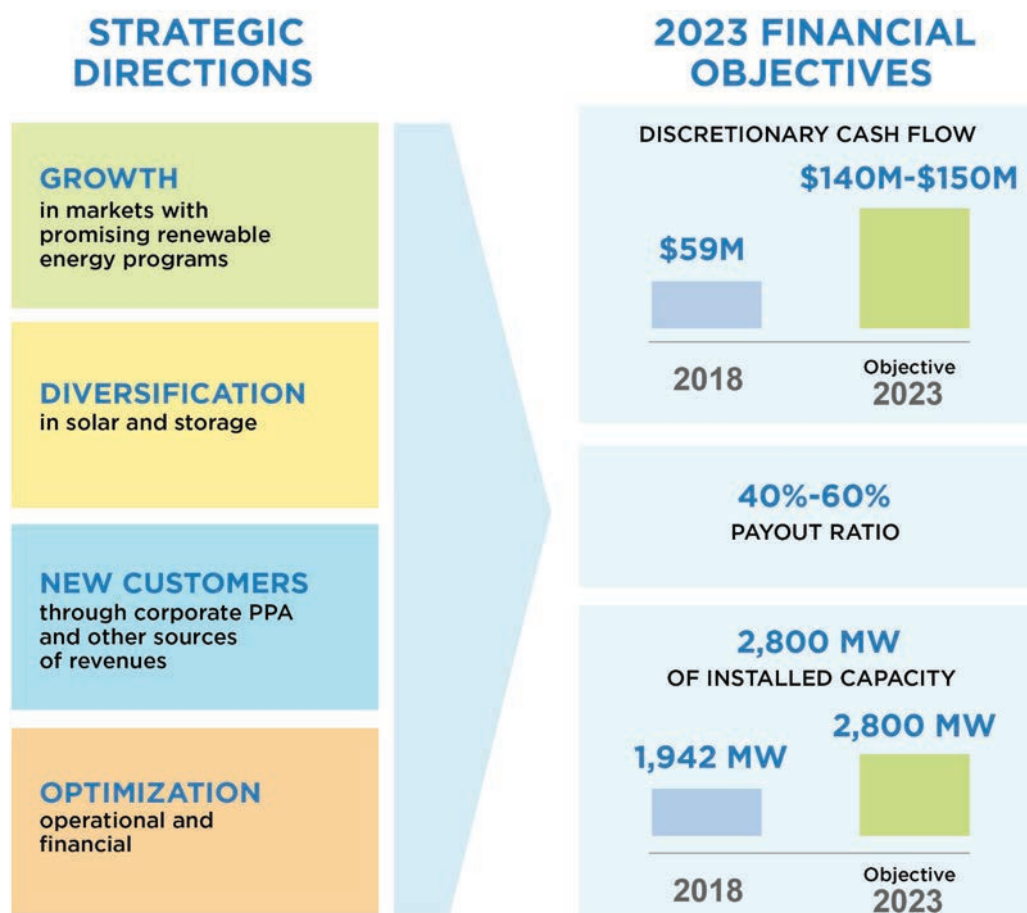 STRATEGIC
DIRECTIONS
GROWTH
in markets with
promising renewable
energy programs
DIVERSIFICATION
in solar and storage
NEW CUSTOMERS
through corporate PPA
and other sources
of revenues
OPTIMIZATION
operational and
financial
2023 FINANCIAL
OBJECTIVES
DISCRETIONARY CASH FLOW
$140M-$150M
$59M
2018
Objective
2023
40%-60%
PAYOUT RATIO
2,800 MW
OF INSTALLED CAPACITY
2,800 MW
1,942 MW
2018
Objective
2023